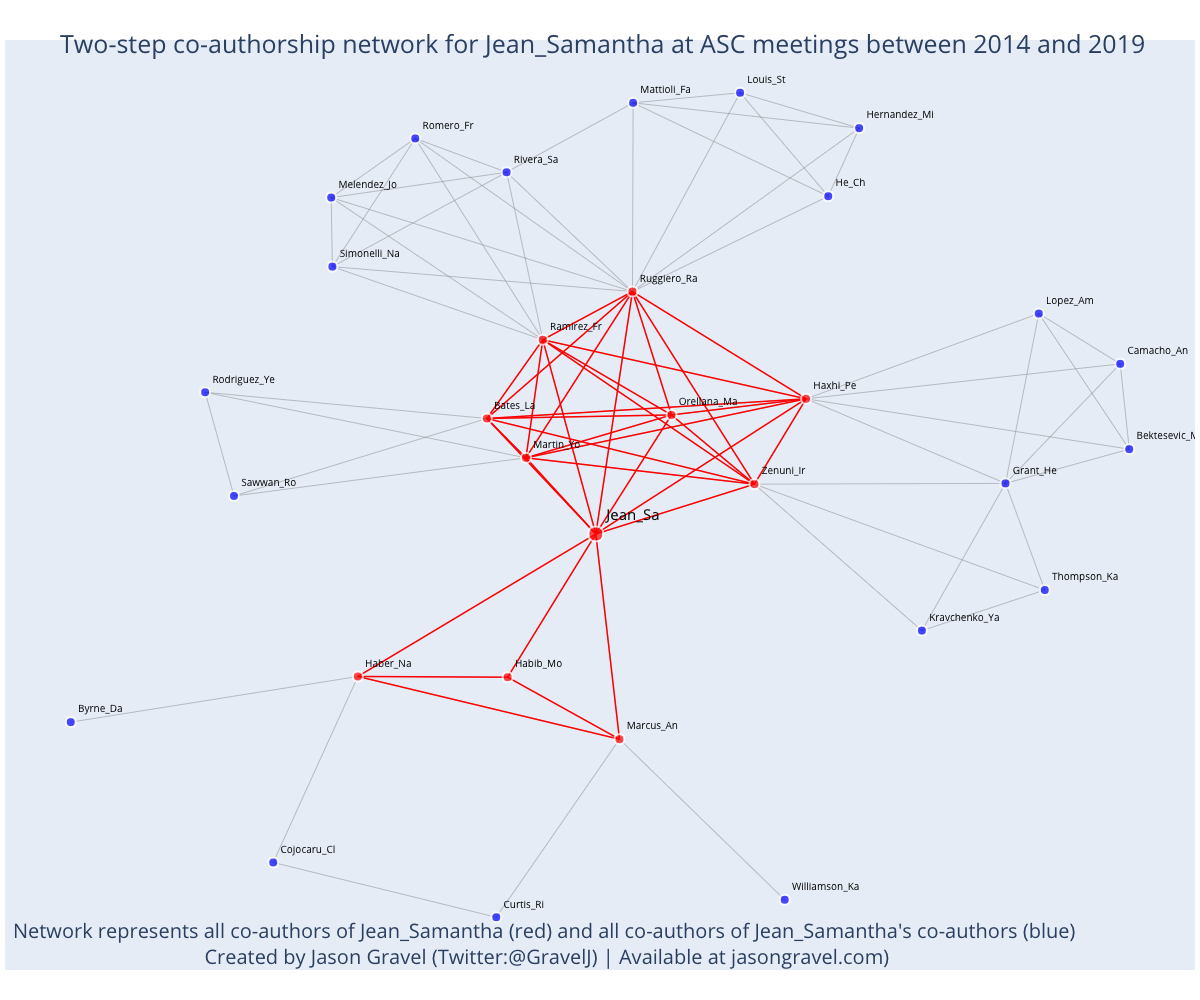 Two-step co-authorship network for Jean_Samantha at ASC meetings between 2014 and 2019
Louis_St
Mattioli_Fa
Hernandez_Mi
Romero_Fr
Rivera_Sa
He_Ch
Melendez_Jo
Simonelli_Na
Ruggiero_Ra
Lopez_Am
Ramirez_Fr
Camacho_An
Rodriguez_Ye
Haxhi_Pe
Bates_La
Orellana_Ma
Bektesevic_M
Martin_Yo
Zenuni_Ir
Grant_He
Sawwan_Ro
Jean_Sa
Thompson_Ka
Kravchenko_Ya
Haber_Na
Habib_Mo
Byrne_Da
Marcus_An
Cojocaru_Cl
Williamson_Ka
Curtis_Ri
Network represents all co-authors of Jean_Samantha (red) and all co-authors of Jean_Samantha's co-authors (blue)
Created by Jason Gravel (Twitter:@GravelJ) | Available at jasongravel.com)